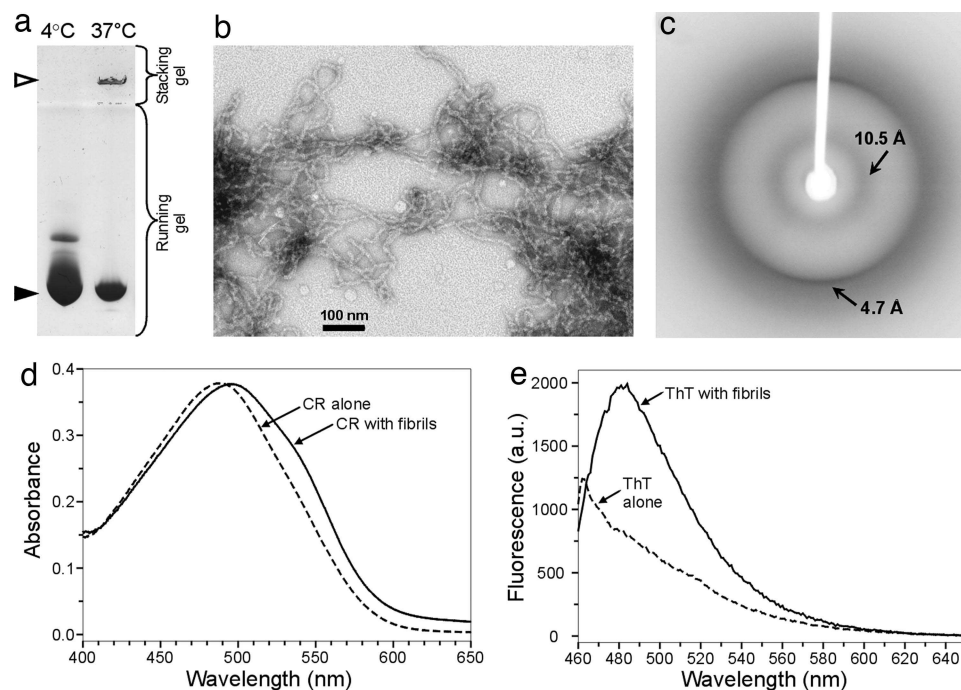 a
4°C 37°C
Stacking
gel
Running
gel
b
100 nm
c
10.5 Å
4.7 Å
d
0.4
0.3
0.2
0.1
0.0
Absorbance
CR alone
CR with fibrils
400 450 500 550 600 650
Wavelength (nm)
e
2000
1500
1000
500
0
Fluorescence (a.u.)
ThT with fibrils
ThT
alone
460 480 500 520 540 560 580 600 620 640
Wavelength (nm)